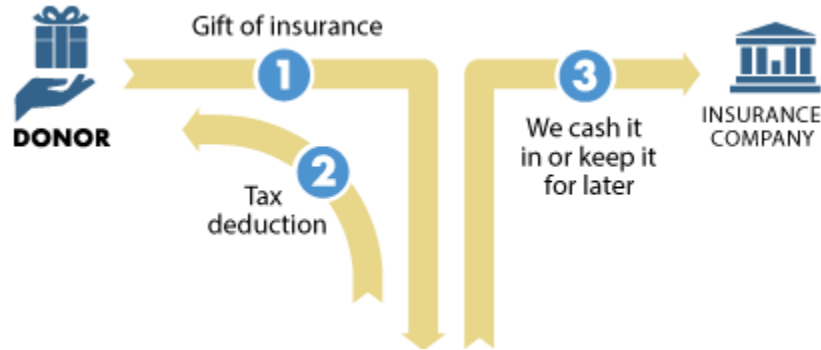 Gift of insurance
1
DONOR
2
Tax
deduction
3
We cash it
in or keep it
for later
INSURANCE
COMPANY